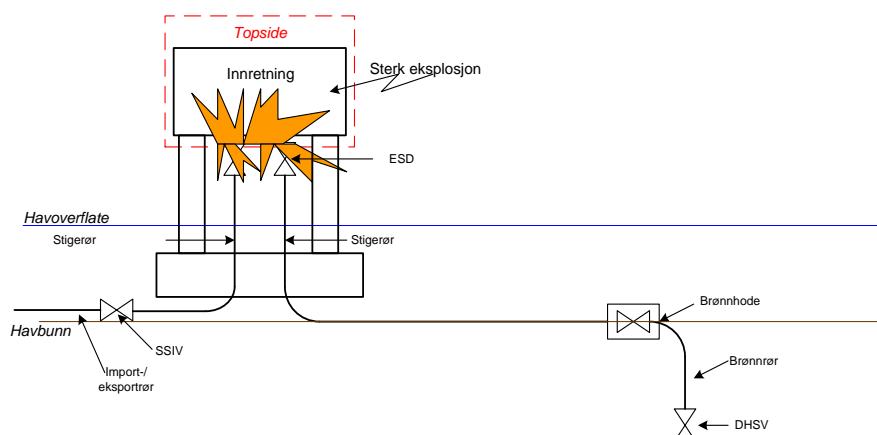 Topside
Innretning
Sterk eksplosjon
ESD
Havoverflate
Stigerør
Stigerør
Brønnhode
Havbunn
SSIV
Import-/
eksportrør
Brønnrør
DHSV